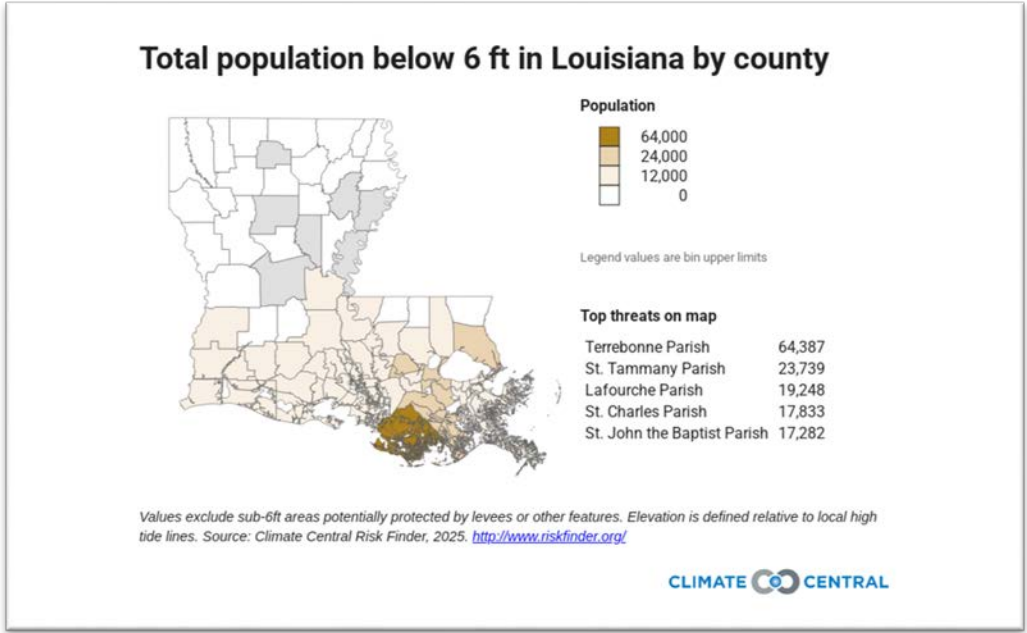 Total population below 6 ft in Louisiana by county
Population
64,000
24,000
12,000
0
Legend values are bin upper limits
Top threats on map
Terrebonne Parish 64,387
St. Tammany Parish 23,739
Lafourche Parish 19,248
St. Charles Parish 17,833
St. John the Baptist Parish 17,282
Values exclude sub-6ft areas potentially protected by levees or other features. Elevation is defined relative to local high
tide lines. Source: Climate Central Risk Finder, 2025. http://www.riskfinder.org/
CLIMATE CENTRAL